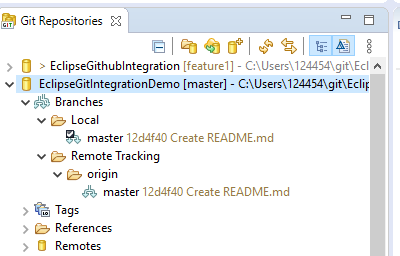 Git Repositories
> EclipseGithubIntegration [feature1] - C:\Users\124454\git\Ecl
EclipseGitIntegrationDemo [master] - C:\Users\124454\git\Eclip
Branches
Local
master 12d4f40 Create README.md
Remote Tracking
origin
master 12d4f40 Create README.md
Tags
References
Remotes